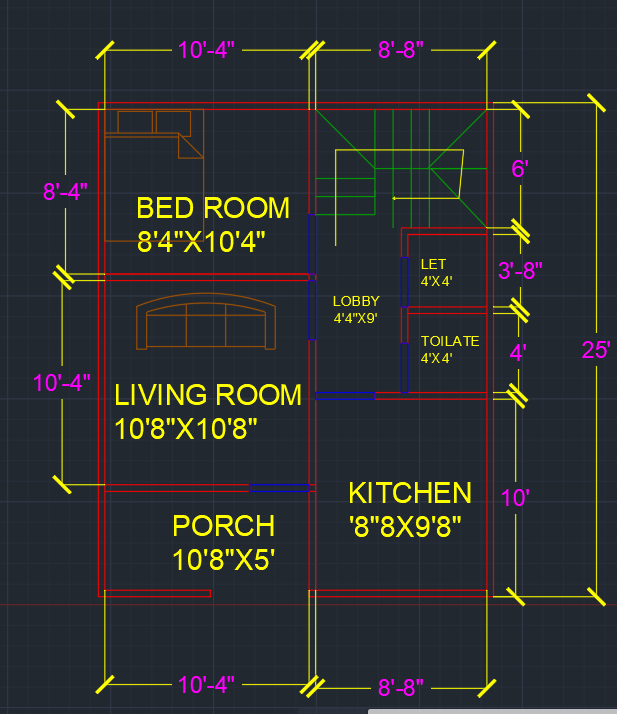 10'-4"
8'-8"
6'
8'-4"
BED ROOM
8'4"X10'4"
LET
4'X4'
3'-8"
LOBBY
4'4"X9'
TOILATE
4'X4'
4'
25'
10'-4"
LIVING ROOM
10'8"X10'8"
KITCHEN
'8"8X9'8"
10'
PORCH
10'8"X5'
10'-4"
8'-8"